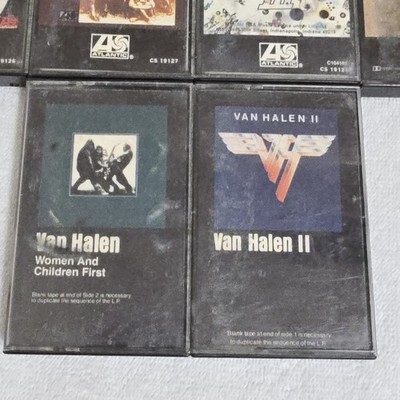 ATLANTIC
CS 19127
ATLANTIC
VAN HALEN II
Van Halen
Women And
Children First
Blank tape at end of Side 2 is necessary
to duplicate the sequence of the L.P.
Van Halen II
Blank tape at end of side 1 is necessary
to duplicate the sequence of the L.P.